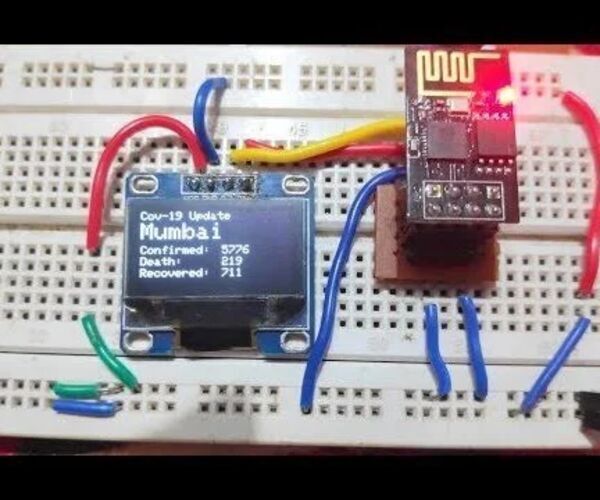 Cov-19 Update
Mumbai
Confirmed: 5776
Death: 219
Recovered: 711